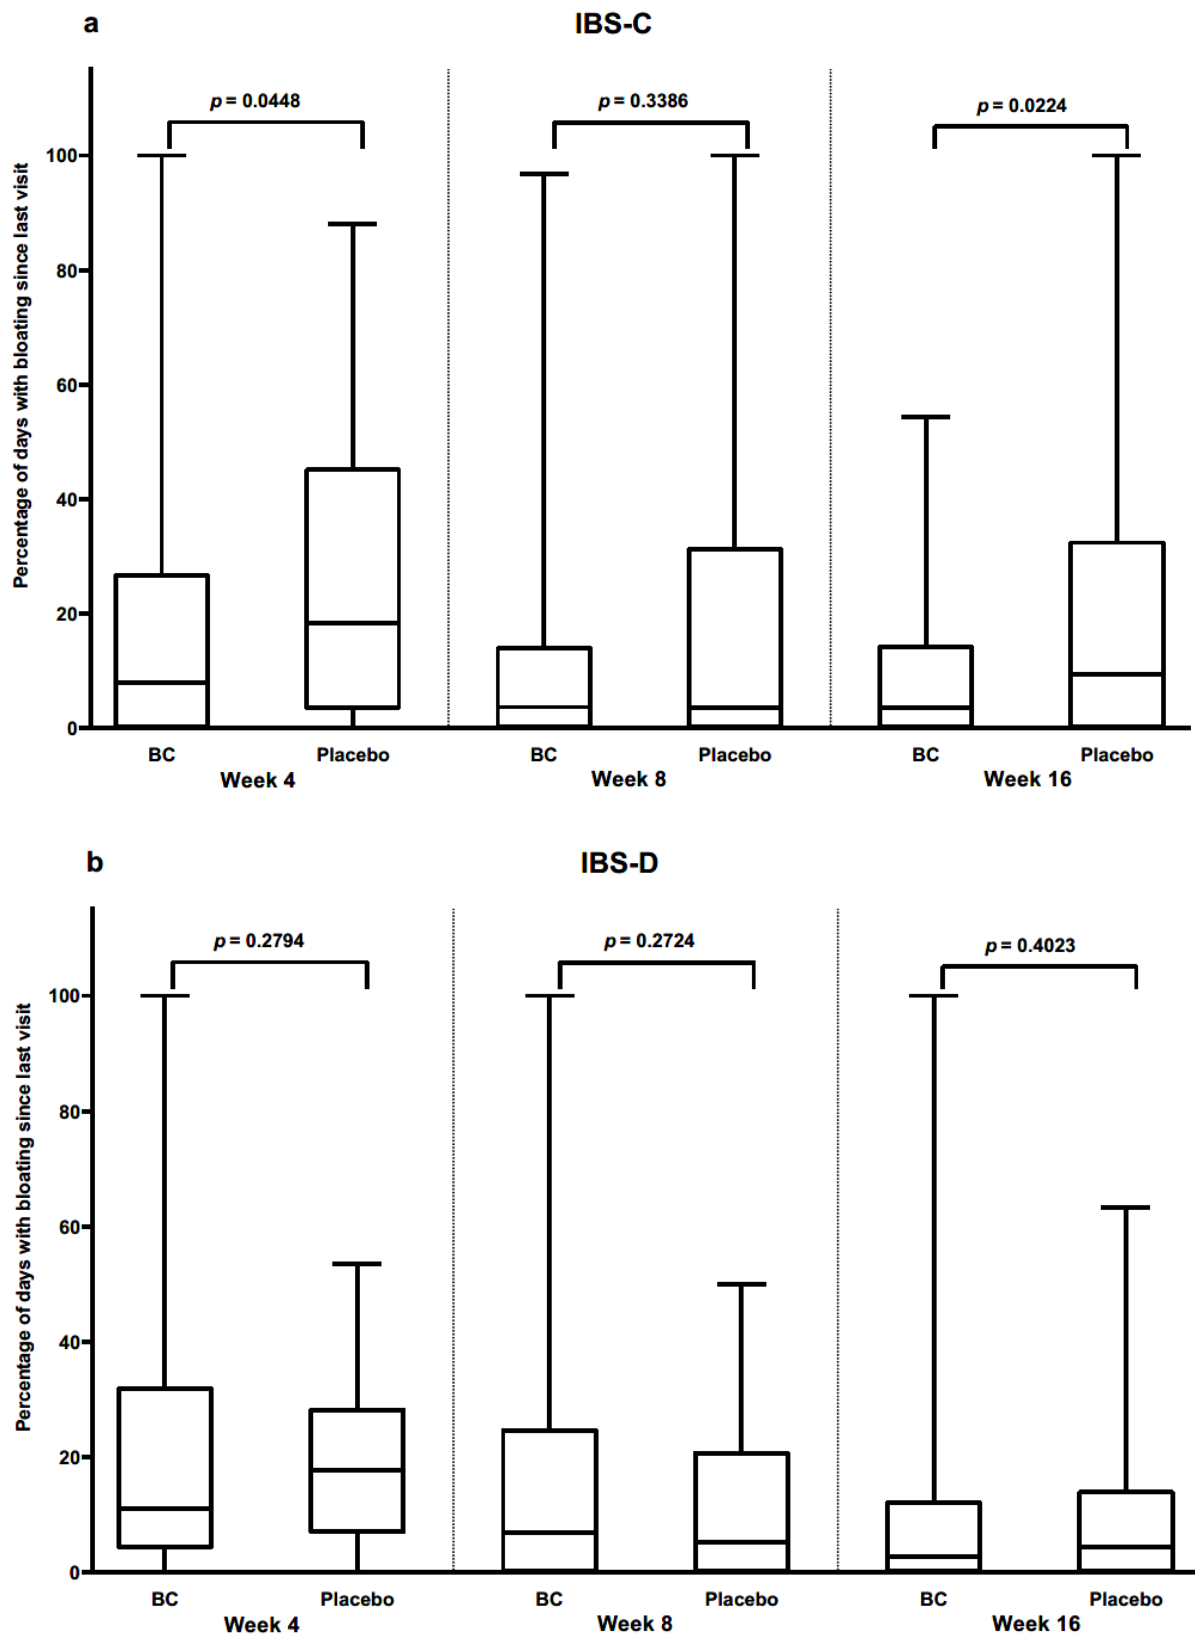 a
IBS-C
Percentage of days with bloating since last visit
p = 0.0448
p = 0.3386
p = 0.0224
100
80
60
40
20
0
BC
Placebo
BC
Placebo
BC
Placebo
Week 4
Week 8
Week 16
b
IBS-D
Percentage of days with bloating since last visit
p = 0.2794
p = 0.2724
p = 0.4023
100
80
60
40
20
0
BC
Placebo
BC
Placebo
BC
Placebo
Week 4
Week 8
Week 16